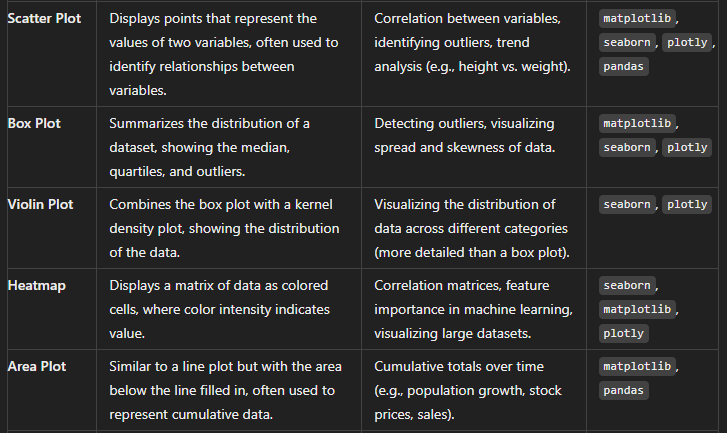 Scatter Plot
Displays points that represent the
values of two variables, often used to
identify relationships between
variables.
Correlation between variables,
identifying outliers, trend
analysis (e.g., height vs. weight).
matplotlib,
seaborn, plotly,
pandas
Box Plot
Summarizes the distribution of a
dataset, showing the median,
quartiles, and outliers.
Detecting outliers, visualizing
spread and skewness of data.
matplotlib,
seaborn, plotly
Violin Plot
Combines the box plot with a kernel
density plot, showing the distribution
of the data.
Visualizing the distribution of
data across different categories
(more detailed than a box plot).
seaborn, plotly
Heatmap
Displays a matrix of data as colored
cells, where color intensity indicates
value.
Correlation matrices, feature
importance in machine learning,
visualizing large datasets.
seaborn,
matplotlib,
plotly
Area Plot
Similar to a line plot but with the area
below the line filled in, often used to
represent cumulative data.
Cumulative totals over time
(e.g., population growth, stock
prices, sales).
matplotlib,
pandas